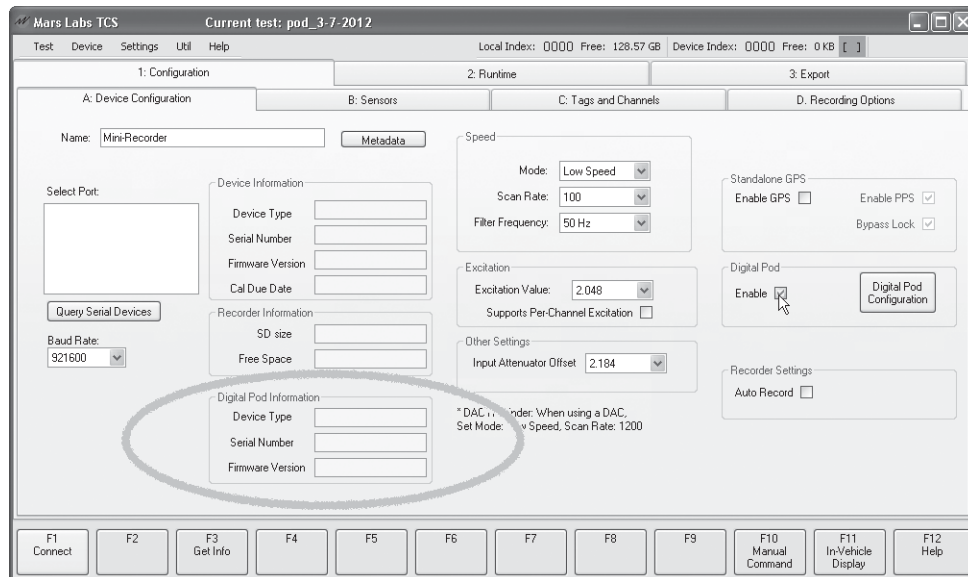 Mars Labs TCS Current test: pod_3-7-2012
Test Device Settings Util Help Local Index: 0000 Free: 128.57 GB Device Index: 0000 Free: 0 KB [ ]
1: Configuration 2: Runtime 3: Export
A: Device Configuration B: Sensors C: Tags and Channels D. Recording Options
Name: Mini-Recorder Metadata
Select Port:
Query Serial Devices
Baud Rate:
921600
Device Information
Device Type
Serial Number
Firmware Version
Cal Due Date
Recorder Information
SD size
Free Space
Digital Pod Information
Device Type
Serial Number
Firmware Version
Speed
Mode: Low Speed
Scan Rate: 100
Filter Frequency: 50 Hz
Excitation
Excitation Value: 2.048
Supports Per-Channel Excitation
Other Settings
Input Attenuator Offset 2.184
* DAC When using a DAC,
Set Mode: Speed, Scan Rate: 1200
Standalone GPS
Enable GPS Enable PPS
Bypass Lock
Digital Pod
Enable
Digital Pod
Configuration
Recorder Settings
Auto Record
F1
Connect
F2
F3
Get Info
F4
F5
F6
F7
F8
F9
F10
Manual
Command
F11
In-Vehicle
Display
F12
Help